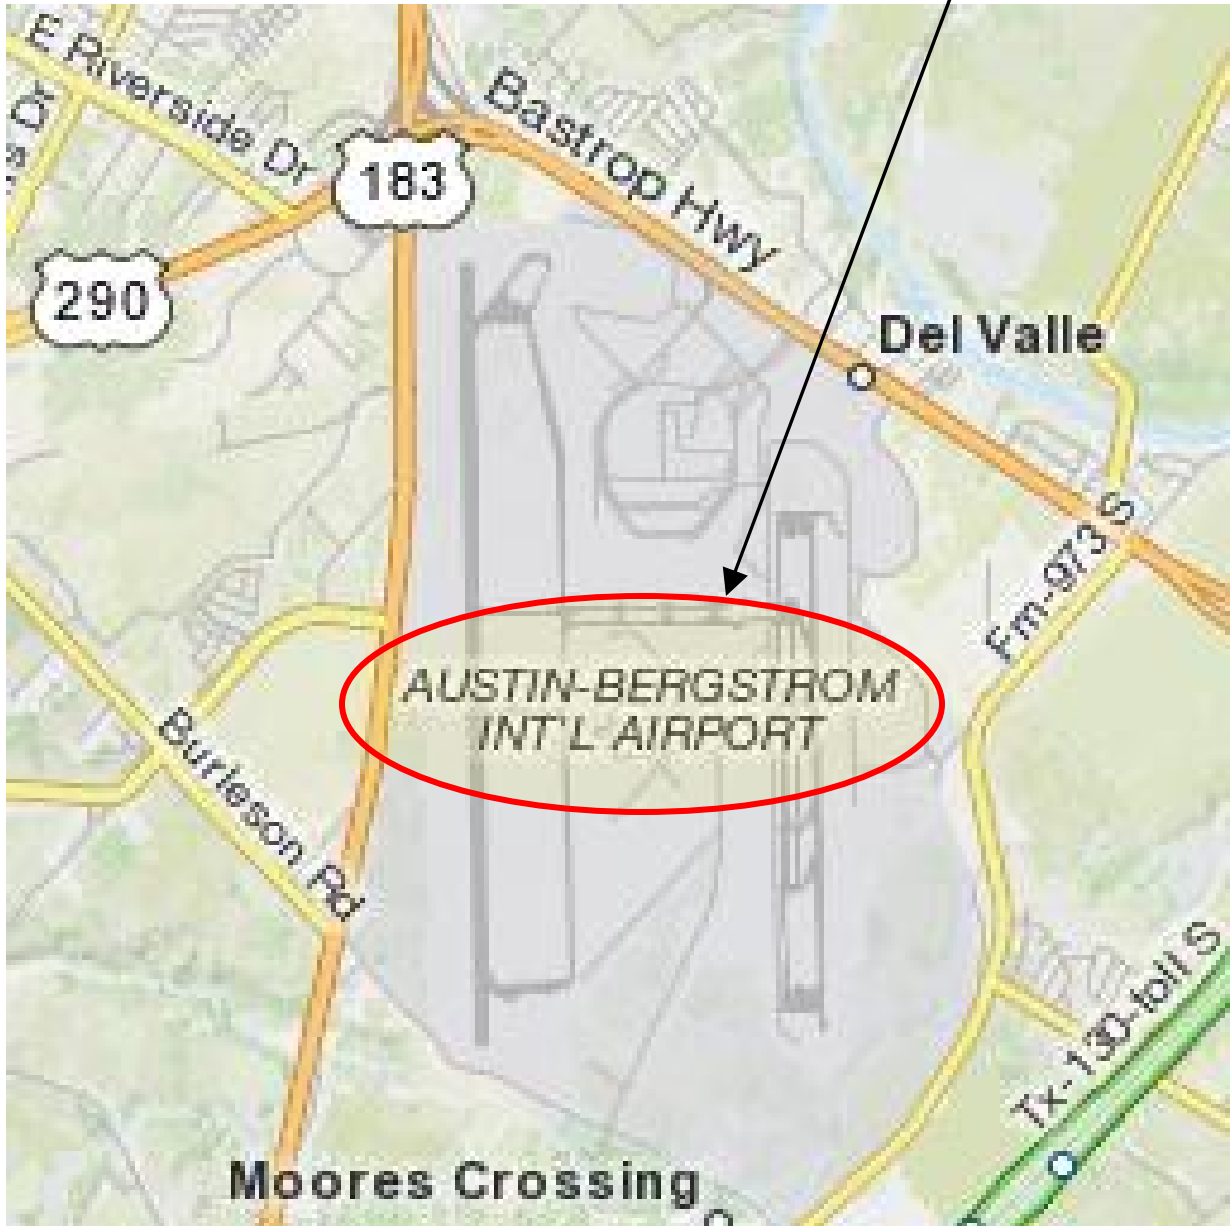 E Riverside Dr
Bastrop Hwy
183
290
Del Valle
Fm-973 S
AUSTIN-BERGSTROM
INT'L AIRPORT
Burleson Rd
Tx-130-toll S
Moores Crossing